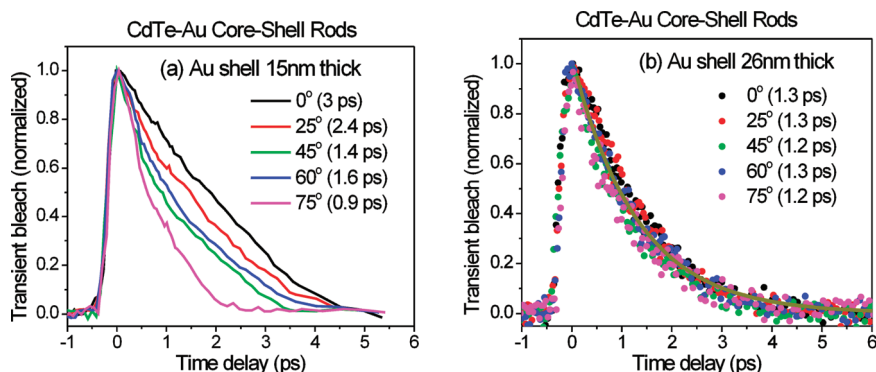 CdTe-Au Core-Shell Rods
(a) Au shell 15nm thick
0° (3 ps)
25° (2.4 ps)
45° (1.4 ps)
60° (1.6 ps)
75° (0.9 ps)
Transient bleach (normalized)
1.0
0.8
0.6
0.4
0.2
0.0
-1 0 1 2 3 4 5 6
Time delay (ps)
CdTe-Au Core-Shell Rods
(b) Au shell 26nm thick
0° (1.3 ps)
25° (1.3 ps)
45° (1.2 ps)
60° (1.3 ps)
75° (1.2 ps)
Transient bleach (normalized)
1.0
0.8
0.6
0.4
0.2
0.0
-1 0 1 2 3 4 5 6
Time delay (ps)